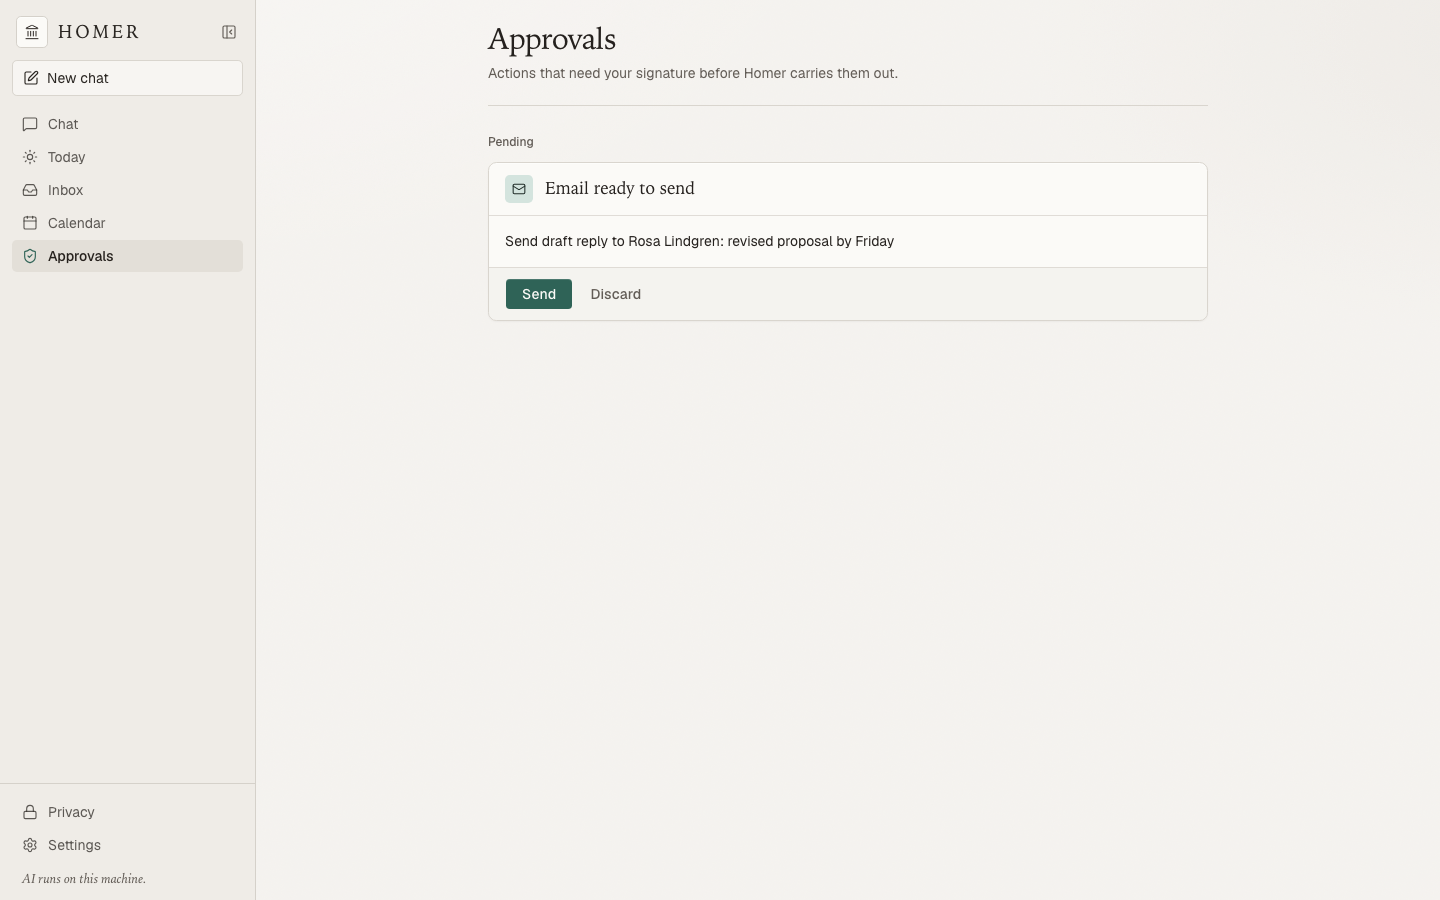 HOMER
New chat
Chat
Today
Inbox
Calendar
Approvals
Privacy
Settings
AI runs on this machine.
Approvals
Actions that need your signature before Homer carries them out.
Pending
Email ready to send
Send draft reply to Rosa Lindgren: revised proposal by Friday
Send
Discard